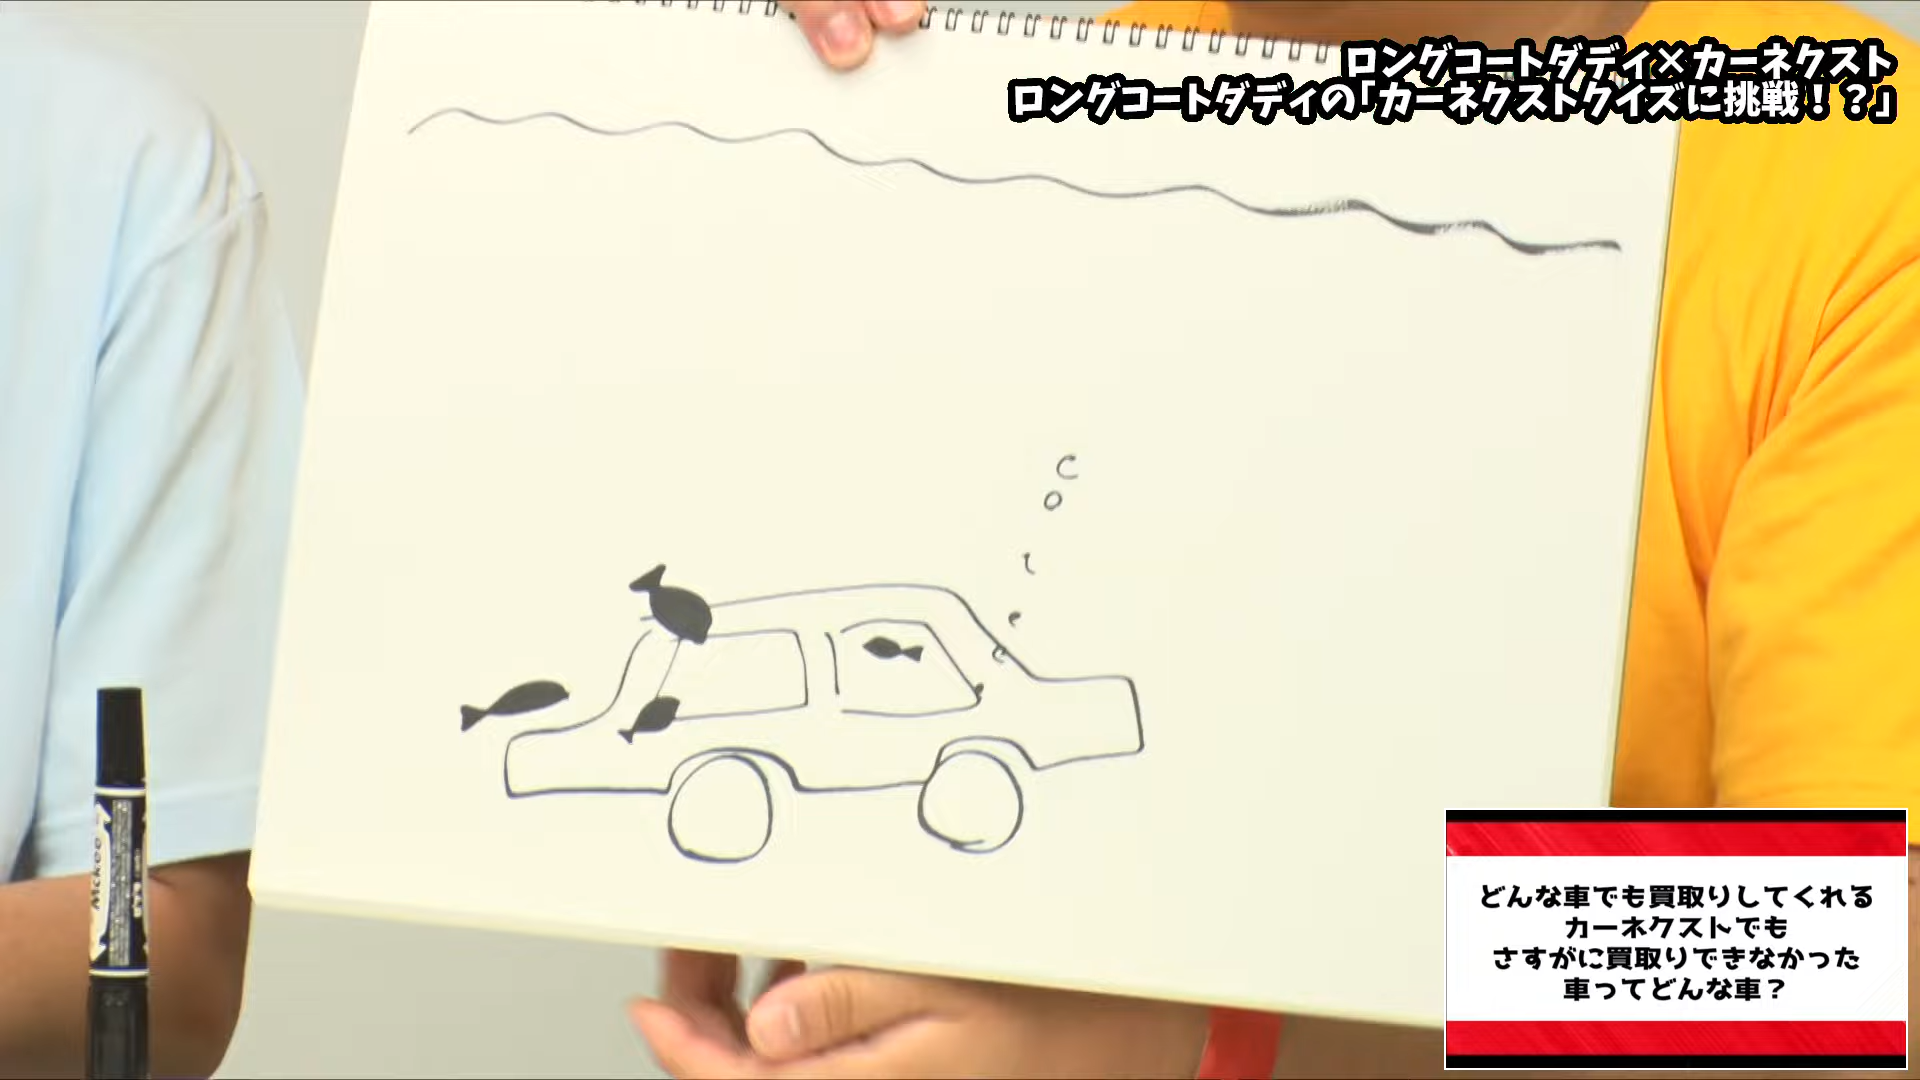 ロングコートダディ×カーネクスト
ロングコートダディの「カーネクストクイズに挑戦！？」
Mckee
どんな車でも買取りしてくれる
カーネクストでも
さすがに買取りできなかった
車ってどんな車？